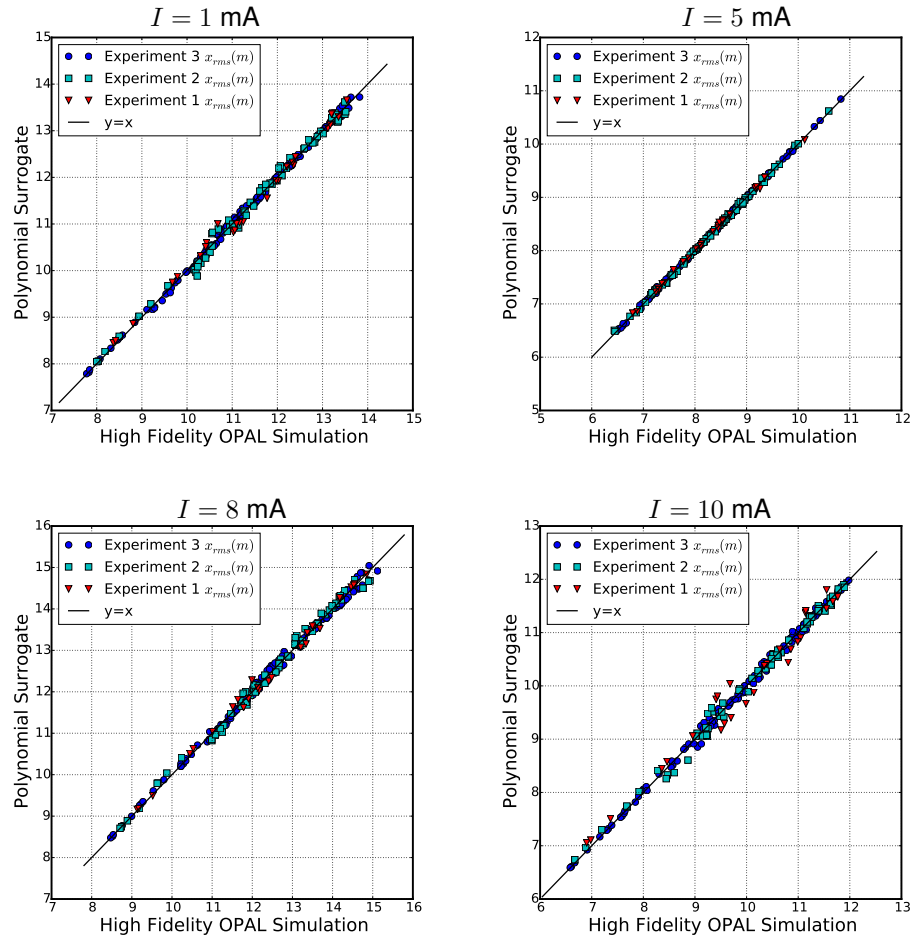 I = 1 mA
15
14
13
12
11
10
9
8
7
Polynomial Surrogate
Experiment 3 x_rms(m)
Experiment 2 x_rms(m)
Experiment 1 x_rms(m)
y=x
7 8 9 10 11 12 13 14 15
High Fidelity OPAL Simulation
I = 5 mA
12
11
10
9
8
7
6
5
Polynomial Surrogate
Experiment 3 x_rms(m)
Experiment 2 x_rms(m)
Experiment 1 x_rms(m)
y=x
5 6 7 8 9 10 11 12
High Fidelity OPAL Simulation
I = 8 mA
16
15
14
13
12
11
10
9
8
7
Polynomial Surrogate
Experiment 3 x_rms(m)
Experiment 2 x_rms(m)
Experiment 1 x_rms(m)
y=x
7 8 9 10 11 12 13 14 15 16
High Fidelity OPAL Simulation
I = 10 mA
13
12
11
10
9
8
7
6
Polynomial Surrogate
Experiment 3 x_rms(m)
Experiment 2 x_rms(m)
Experiment 1 x_rms(m)
y=x
6 7 8 9 10 11 12 13
High Fidelity OPAL Simulation